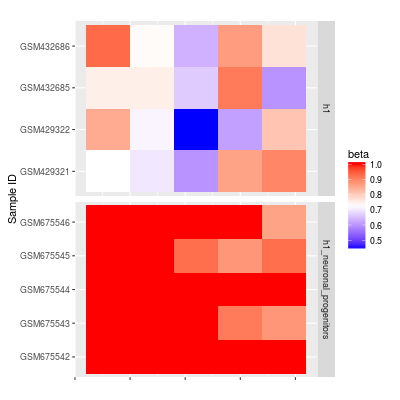 GSM432686
GSM432685
GSM429322
GSM429321
h1
GSM675546
GSM675545
GSM675544
GSM675543
GSM675542
h1_neuronal_progenitors
Sample ID
beta
1.0
0.9
0.8
0.7
0.6
0.5